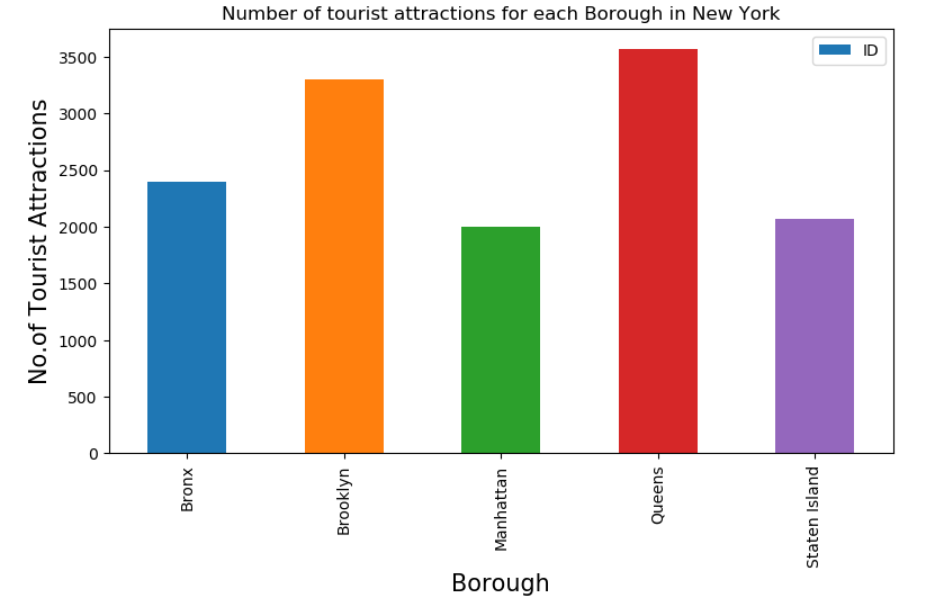 Number of tourist attractions for each Borough in New York
ID
No.of Tourist Attractions
3500
3000
2500
2000
1500
1000
500
0
Bronx
Brooklyn
Manhattan
Queens
Staten Island
Borough